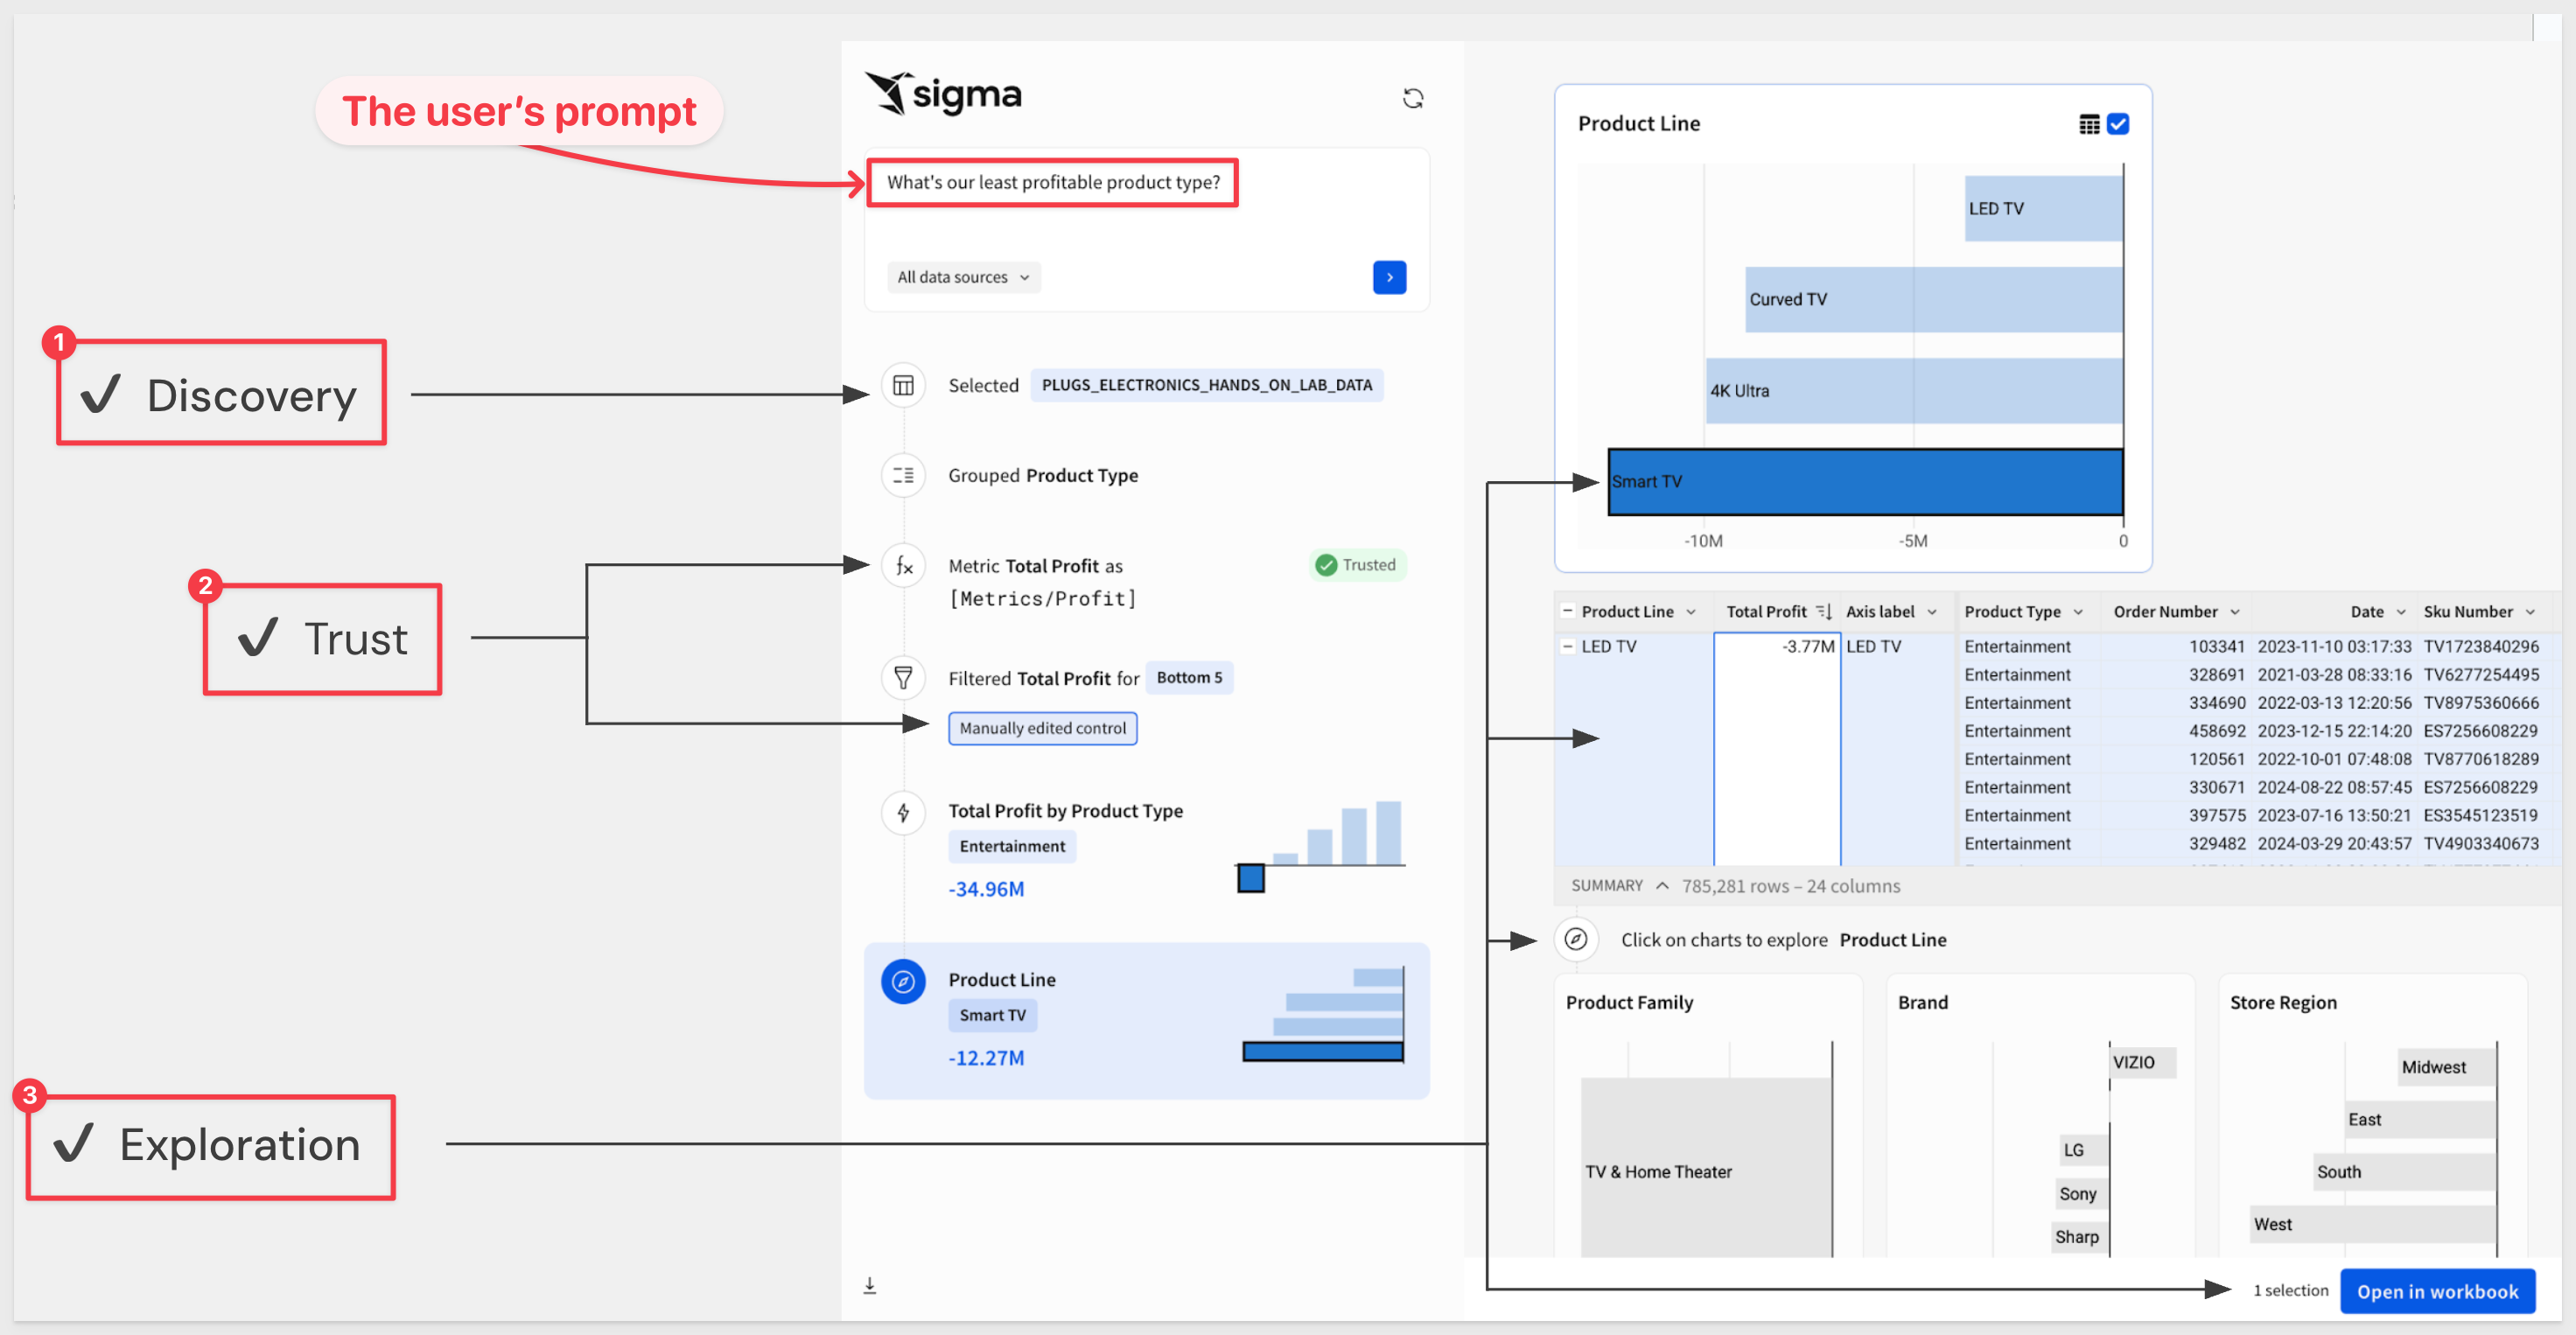 The user's prompt
1
✔ Discovery
2
✔ Trust
3
✔ Exploration
sigma
What's our least profitable product type?
All data sources
Selected PLUGS_ELECTRONICS_HANDS_ON_LAB_DATA
Grouped Product Type
Metric Total Profit as
[Metrics/Profit]
Trusted
Filtered Total Profit for Bottom 5
Manually edited control
Total Profit by Product Type
Entertainment
-34.96M
Product Line
Smart TV
-12.27M
Product Line
LED TV
Curved TV
4K Ultra
Smart TV
-10M -5M 0
Product Line Total Profit Axis label Product Type Order Number Date Sku Number
LED TV -3.77M LED TV Entertainment 103341 2023-11-10 03:17:33 TV1723840296
Entertainment 328691 2021-03-28 08:33:16 TV6277254495
Entertainment 334690 2022-03-13 12:20:56 TV8975360666
Entertainment 458692 2023-12-15 22:14:20 ES7256608229
Entertainment 120561 2022-10-01 07:48:08 TV8770618289
Entertainment 330671 2024-08-22 08:57:45 ES7256608229
Entertainment 397575 2023-07-16 13:50:21 ES3545123519
Entertainment 329482 2024-03-29 20:43:57 TV4903340673
SUMMARY 785,281 rows – 24 columns
Click on charts to explore Product Line
Product Family
TV & Home Theater
Brand
VIZIO
LG
Sony
Sharp
Store Region
Midwest
East
South
West
1 selection
Open in workbook